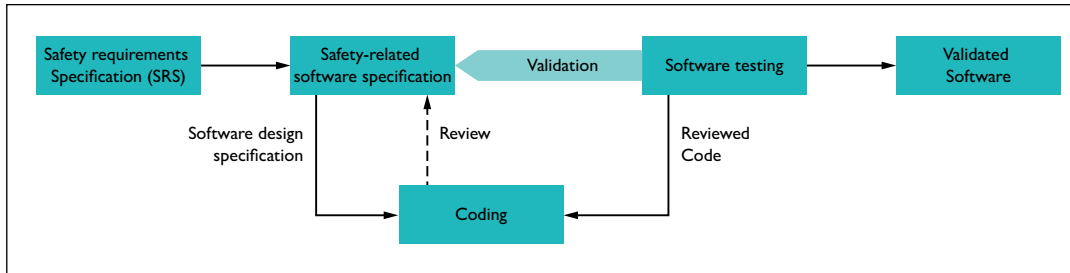 Safety requirements
Specification (SRS)
Safety-related
software specification
Validation
Software testing
Validated
Software
Software design
specification
Review
Reviewed
Code
Coding